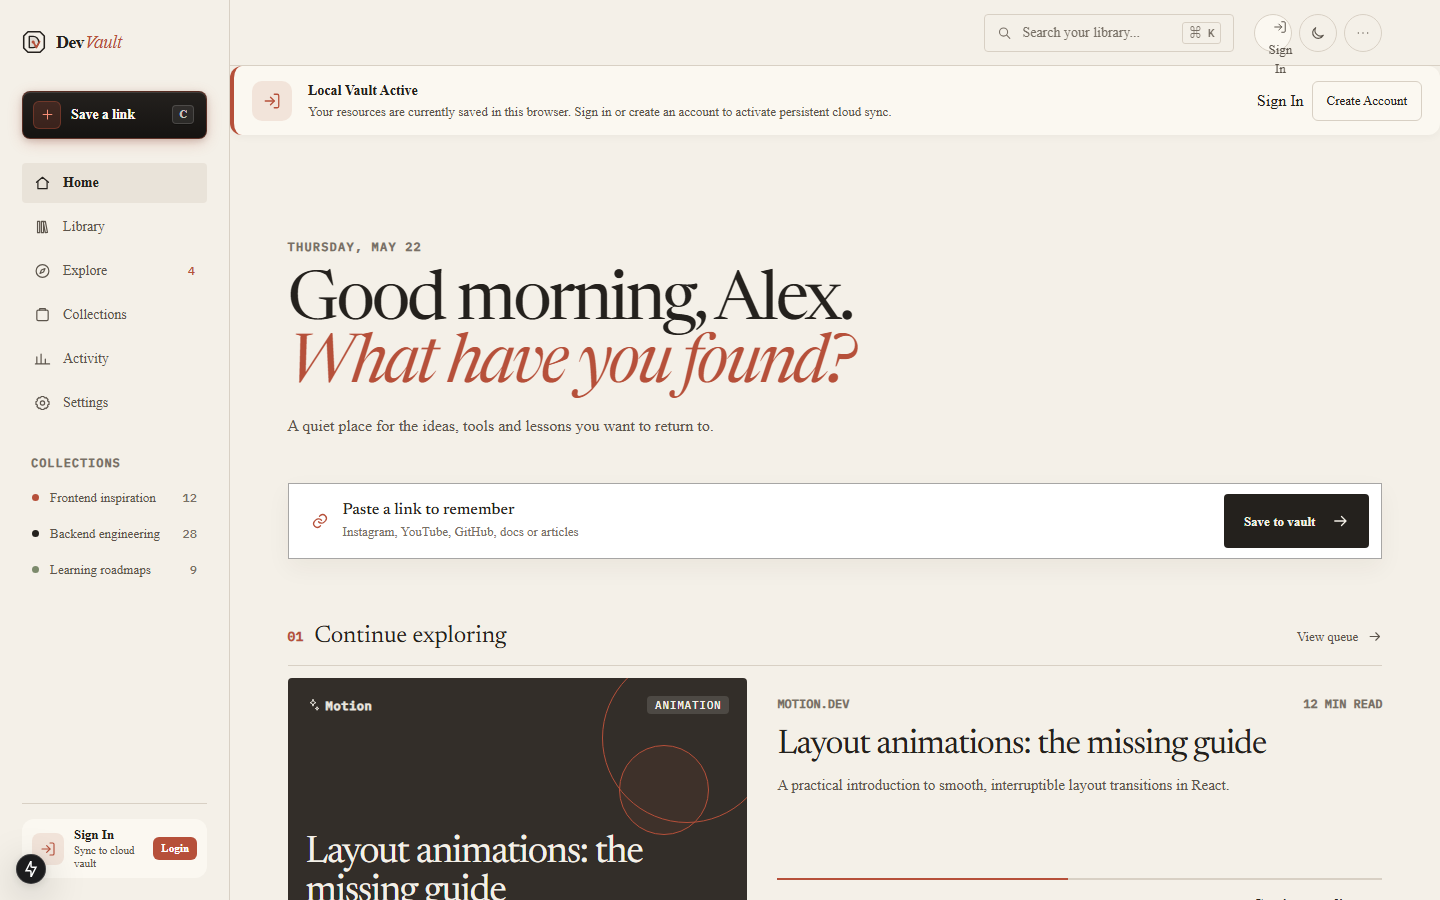 DevVault
Save a link
C
Home
Library
Explore 4
Collections
Activity
Settings
COLLECTIONS
Frontend inspiration 12
Backend engineering 28
Learning roadmaps 9
Sign In
Sync to cloud
vault
Login
Search your library... ⌘ K
Sign
In
...
Local Vault Active
Your resources are currently saved in this browser. Sign in or create an account to activate persistent cloud sync.
Sign In
Create Account
THURSDAY, MAY 22
Good morning, Alex.
What have you found?
A quiet place for the ideas, tools and lessons you want to return to.
Paste a link to remember
Instagram, YouTube, GitHub, docs or articles
Save to vault
01 Continue exploring
View queue
Motion
ANIMATION
Layout animations: the
missing guide
MOTION.DEV
12 MIN READ
Layout animations: the missing guide
A practical introduction to smooth, interruptible layout transitions in React.